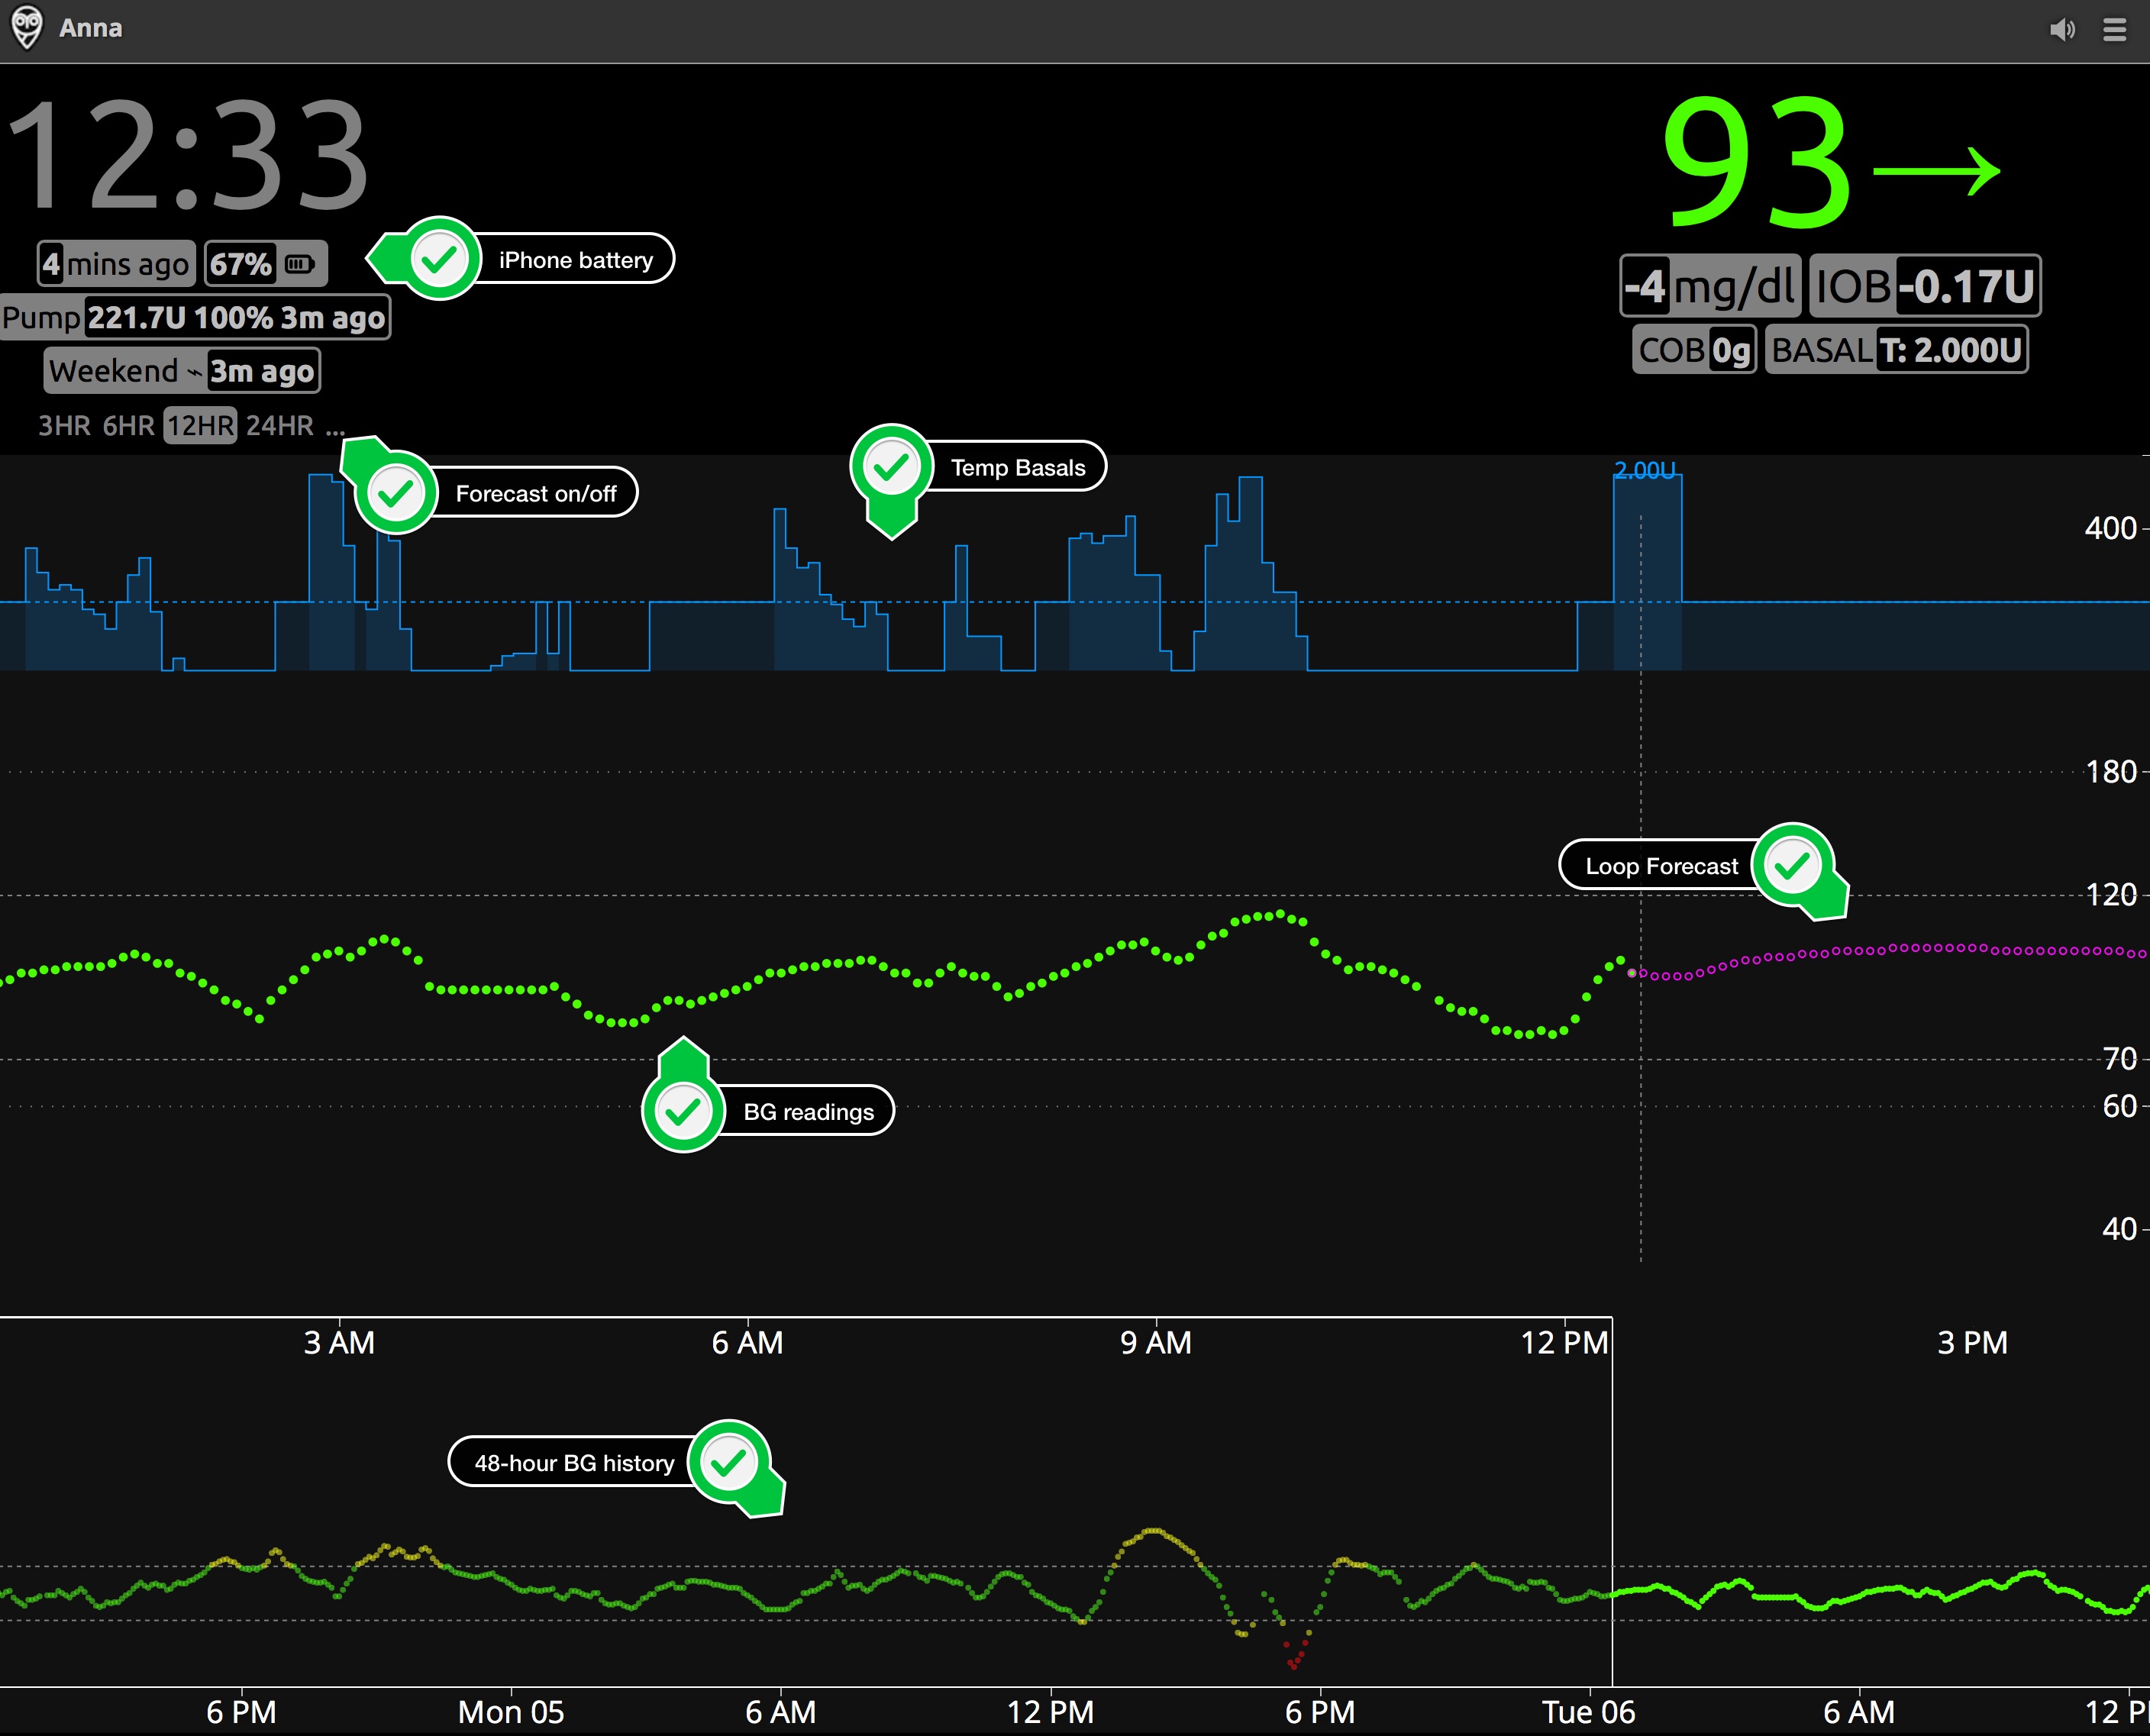 Anna
12:33
93→
4 mins ago 67%
iPhone battery
-4 mg/dl IOB -0.17U
Pump 221.7U 100% 3m ago
COB 0g BASAL T: 2.000U
Weekend ⌁ 3m ago
3HR 6HR 12HR 24HR ...
Forecast on/off
Temp Basals
2.00U
400
180
Loop Forecast
120
70
BG readings
60
40
3 AM 6 AM 9 AM 12 PM 3 PM
48-hour BG history
6 PM Mon 05 6 AM 12 PM 6 PM Tue 06 6 AM 12 P